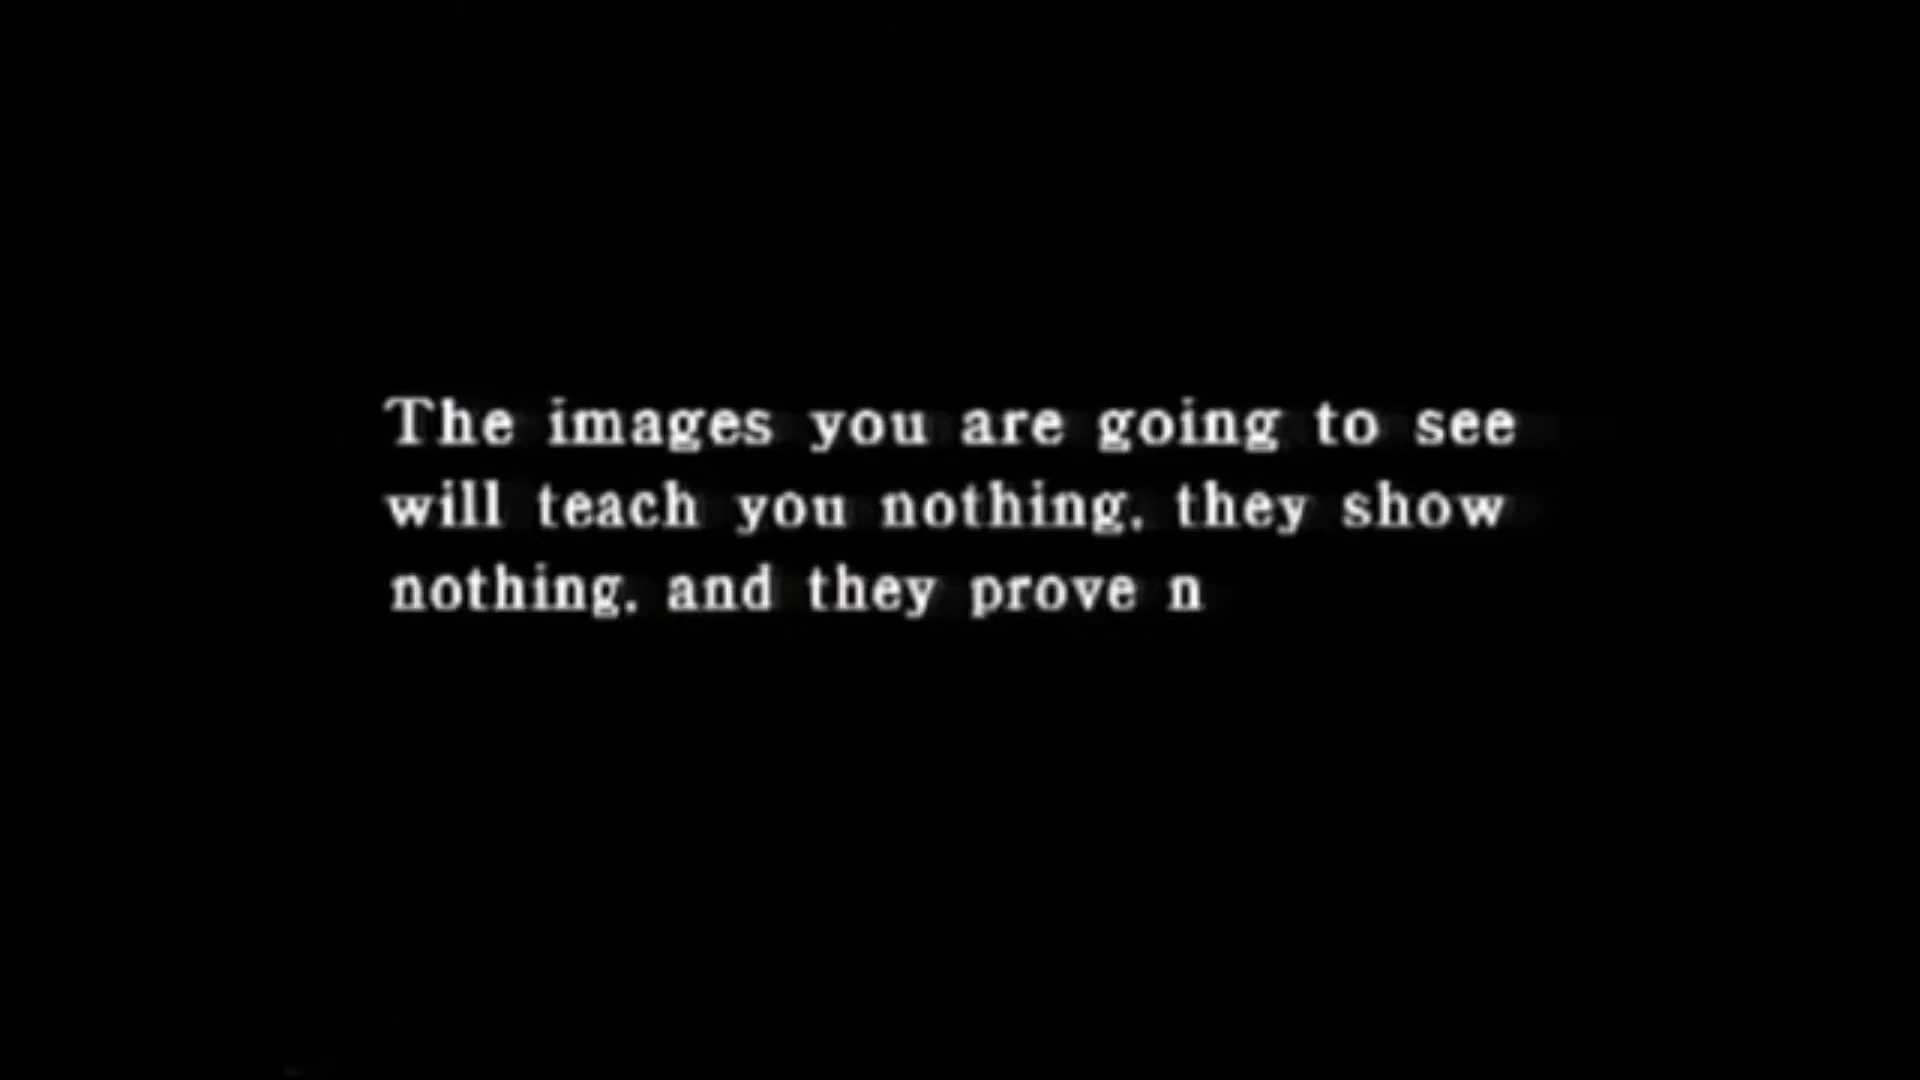 The images you are going to see
will teach you nothing, they show
nothing, and they prove n